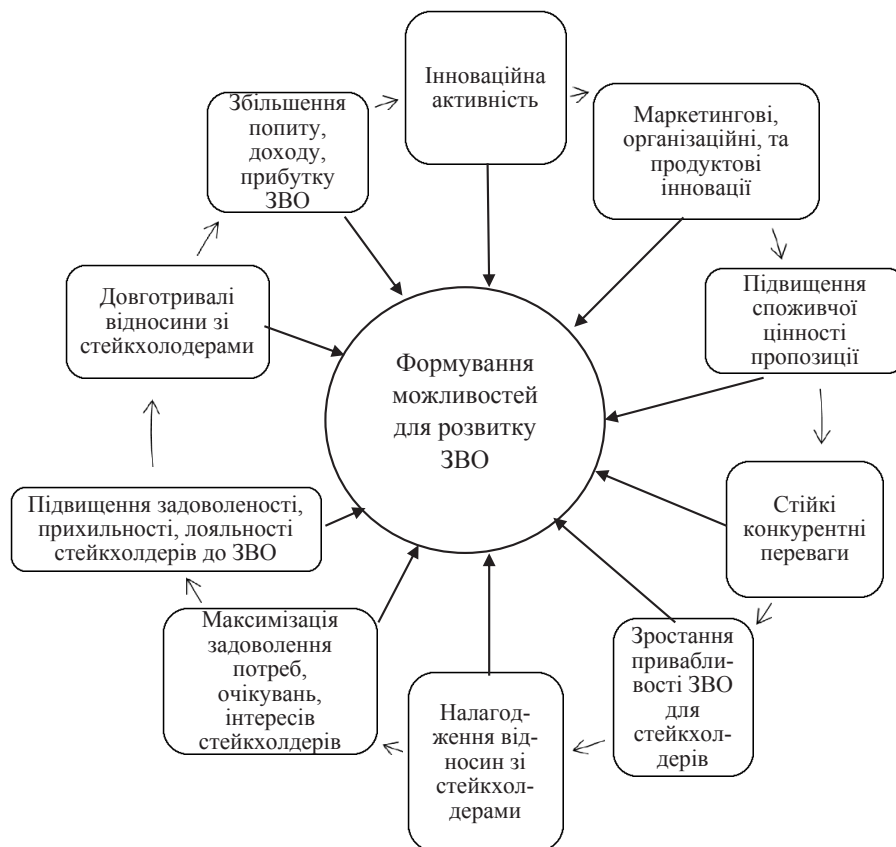 Інноваційна
активність
Маркетингові,
організаційні, та
продуктові
інновації
Підвищення
споживчої
цінності
пропозиції
Стійкі
конкурентні
переваги
Зростання
привабли-
вості ЗВО
для
стейкхол-
дерів
Налагод-
ження від-
носин зі
стейкхол-
дерами
Максимізація
задоволення
потреб,
очікувань,
інтересів
стейкхолдерів
Підвищення задоволеності,
прихильності, лояльності
стейкхолдерів до ЗВО
Довготривалі
відносини зі
стейкхолодерами
Збільшення
попиту,
доходу,
прибутку
ЗВО
Формування
можливостей
для розвитку
ЗВО